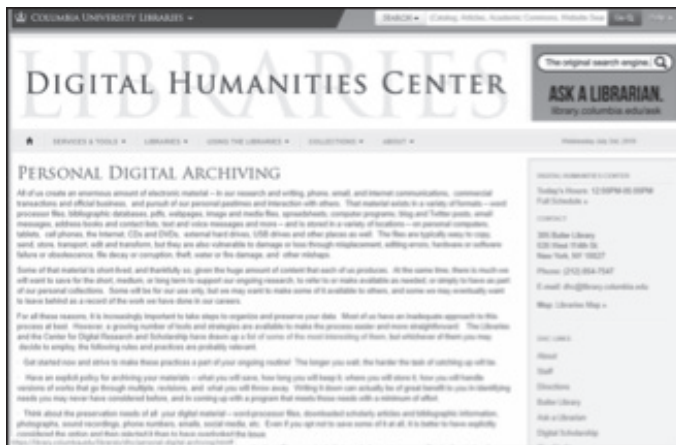 COLUMBIA UNIVERSITY LIBRARIES
SEARCH
Catalog, Articles, Academic Commons, Website
Help
LIBRARIES
DIGITAL HUMANITIES CENTER
The original search engine.
ASK A LIBRARIAN.
library.columbia.edu/ask
SERVICES & TOOLS LIBRARIES USING THE LIBRARIES COLLECTIONS ABOUT
PERSONAL DIGITAL ARCHIVING
All of us create an enormous amount of electronic material – in our research and writing, phone, email, and Internet communications, commercial
transactions and official business, and pursuit of our personal pastimes and interaction with others. That material exists in a variety of formats – word
processor files, bibliographic databases, pdfs, webpages, image and media files, spreadsheets, computer programs, blog and Twitter posts, email
messages, address books and contact lists, text and voice messages and more – and is stored in a variety of locations – on personal computers,
tablets, cell phones, the Internet, CDs and DVDs, external hard drives, USB drives and other places as well. The files are typically easy to copy,
send, store, transport, edit and transform, but they are also vulnerable to damage or loss through misplacement, editing errors, hardware or software
failure or obsolescence, file decay or corruption, theft, water or fire damage, and other mishaps.
Some of that material is short-lived, and thankfully so, given the huge amount of content that each of us produces. At the same time, there is much we
will want to save for the short, medium, or long term to support our ongoing research, to refer to or make available as needed, or simply to have as part
of our personal collections. Some will be for our use only, but we may want to make some of it available to others, and some we may eventually want
to leave behind as a record of the work we have done in our careers.
For all these reasons, it is increasingly important to take steps to organize and preserve your data. Most of us have an inadequate approach to this
process at best. However, a growing number of tools and strategies are available to make the process easier and more straightforward. The Libraries
and the Center for Digital Research and Scholarship have drawn up a list of some of the most interesting of them, but whichever of them you may
decide to employ, the following rules and practices are probably relevant.
Get started now and strive to make these practices a part of your ongoing routine! The longer you wait, the harder the task of catching up will be.
Have an explicit policy for archiving your materials – what you will save, how long you will keep it, where you will store it, how you will handle
versions of works that go through multiple, revisions, and what you will throw away. Writing it down can actually be of great benefit to you in identifying
needs you may never have considered before, and in coming up with a program that meets those needs with a minimum of effort.
Think about the preservation needs of all your digital material – word-processor files, downloaded scholarly articles and bibliographic information,
photographs, sound recordings, phone numbers, emails, social media, etc. Even if you opt not to save some of it at all, it is better to have explicitly
considered the option and then rejected it than to have overlooked the issue.
DIGITAL HUMANITIES CENTER
Today's Hours: 12:00PM-05:00PM
Full Schedule »
CONTACT
305 Butler Library
535 West 114th St.
New York, NY 10027
Phone: (212) 854-7547
E-mail: dhc@library.columbia.edu
Map: Libraries Map »
DHC LINKS
About
Staff
Directions
Butler Library
Ask a Librarian
Digital Scholarship